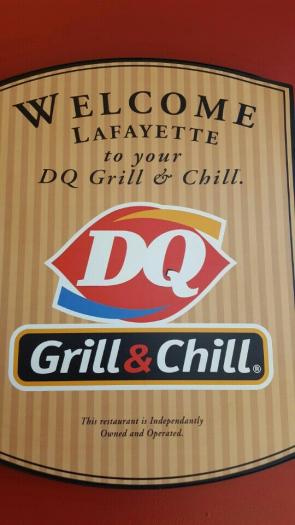 WELCOME
LAFAYETTE
to your
DQ Grill & Chill.
DQ
Grill & Chill®
This restaurant is Independantly
Owned and Operated.